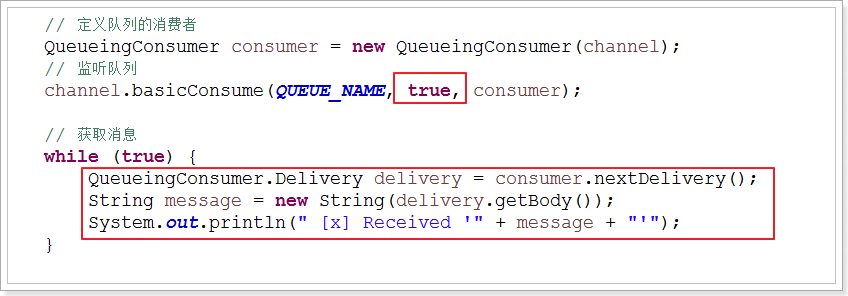 // 定义队列的消费者
QueueingConsumer consumer = new QueueingConsumer(channel);
// 监听队列
channel.basicConsume(QUEUE_NAME, true, consumer);
// 获取消息
while (true) {
QueueingConsumer.Delivery delivery = consumer.nextDelivery();
String message = new String(delivery.getBody());
System.out.println(" [x] Received '" + message + "'");
}